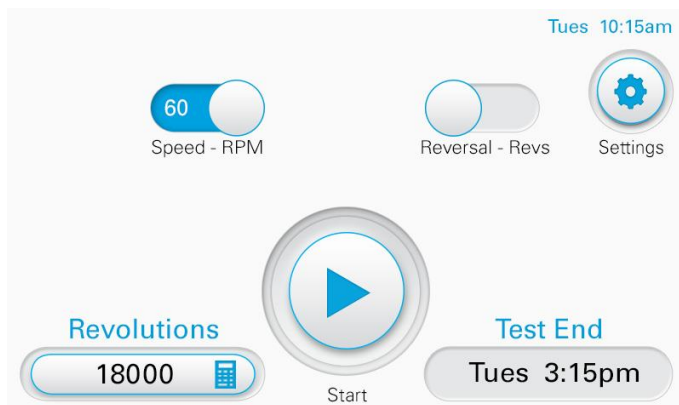 Tues 10:15am
60
Speed - RPM
Reversal - Revs
Settings
Revolutions
Test End
18000
Tues 3:15pm
Start